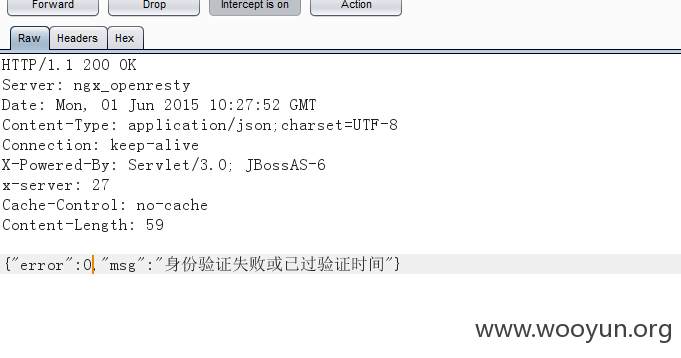 Forward Drop Intercept is on Action
Raw Headers Hex
HTTP/1.1 200 OK
Server: ngx_openresty
Date: Mon, 01 Jun 2015 10:27:52 GMT
Content-Type: application/json;charset=UTF-8
Connection: keep-alive
X-Powered-By: Servlet/3.0; JBossAS-6
x-server: 27
Cache-Control: no-cache
Content-Length: 59
{"error":0,"msg":"身份验证失败或已过验证时间"}
www.wooyun.org